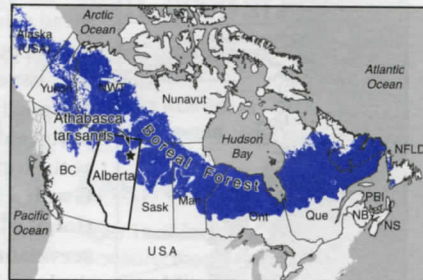 Arctic
Ocean
Alaska
(USA)
Yukon
NWT
Nunavut
Atlantic
Ocean
Athabasca
tar sands
Hudson
Bay
Boreal Forest
NFLD
BC
Alberta
Sask
Man
Ont
Que
PEI
NB
NS
Pacific
Ocean
USA